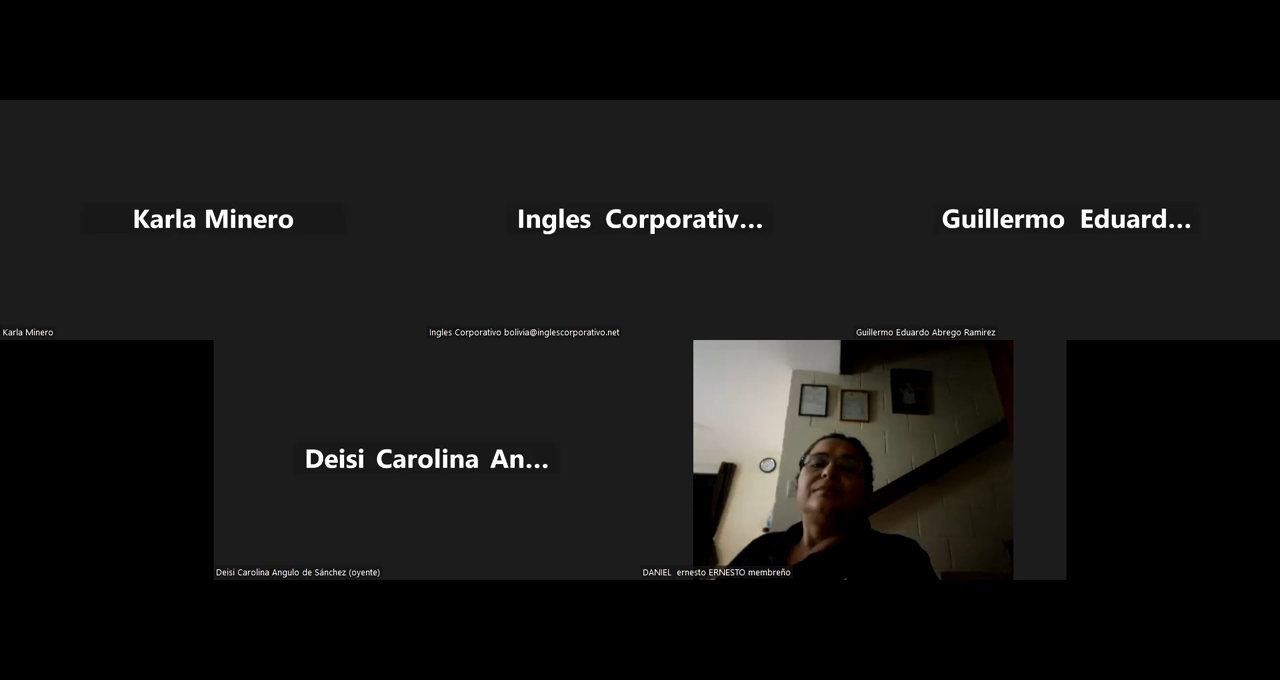 Karla Minero
Ingles Corporativ...
Guillermo Eduard...
Karla Minero
Ingles Corporativo bolivia@inglescorporativo.net
Guillermo Eduardo Abrego Ramirez
Deisi Carolina An...
Deisi Carolina Angulo de Sánchez (oyente)
DANIEL ernesto ERNESTO membreño